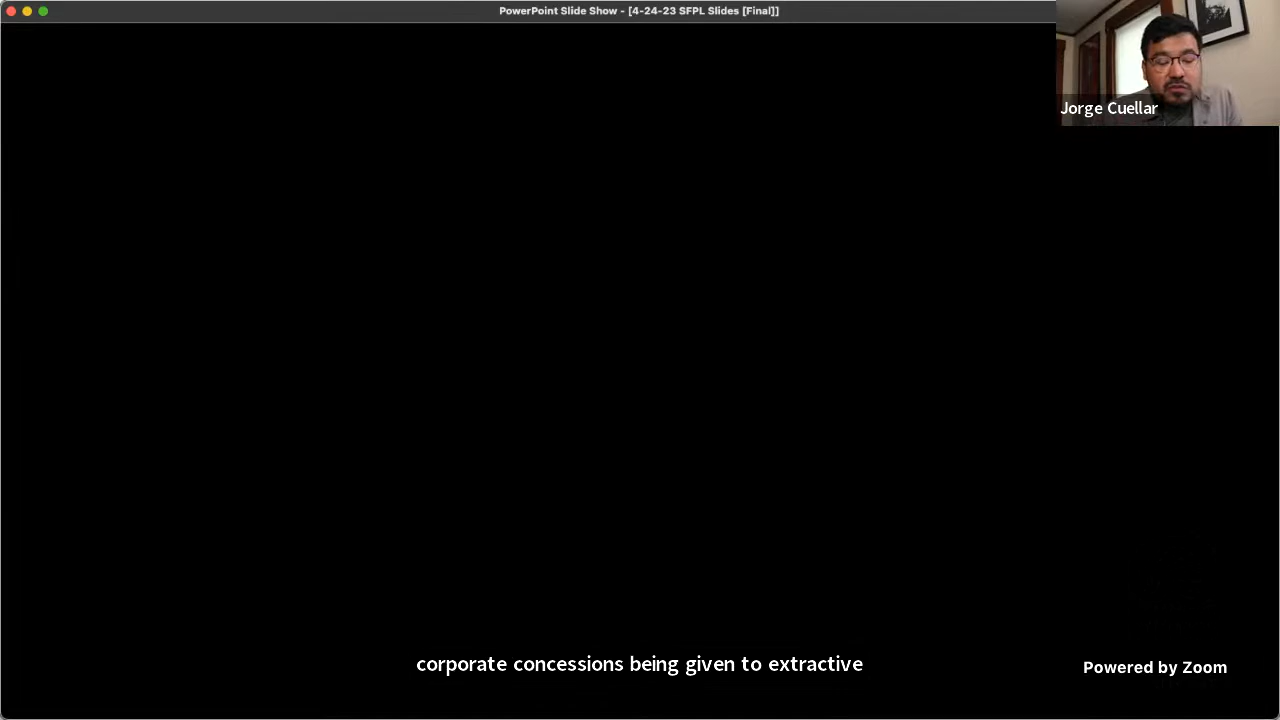 PowerPoint Slide Show - [4-24-23 SFPL Slides [Final]]
Jorge Cuellar
corporate concessions being given to extractive
Powered by Zoom